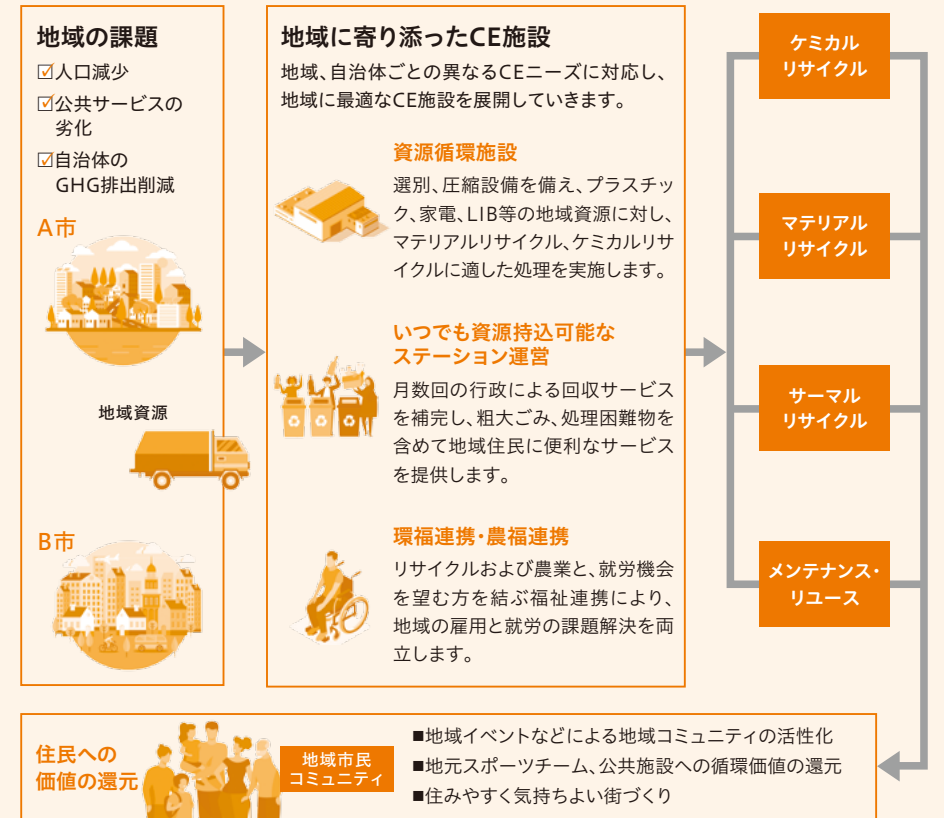 地域の課題
☑人口減少
☑公共サービスの
劣化
☑自治体の
GHG排出削減
A市
地域資源
B市
地域に寄り添ったCE施設
地域、自治体ごとの異なるCEニーズに対応し、
地域に最適なCE施設を展開していきます。
資源循環施設
選別、圧縮設備を備え、プラスチッ
ク、家電、LIB等の地域資源に対し、
マテリアルリサイクル、ケミカルリサ
イクルに適した処理を実施します。
いつでも資源持込可能な
ステーション運営
月数回の行政による回収サービス
を補完し、粗大ごみ、処理困難物を
含めて地域住民に便利なサービス
を提供します。
環福連携・農福連携
リサイクルおよび農業と、就労機会
を望む方を結ぶ福祉連携により、
地域の雇用と就労の課題解決を両
立します。
ケミカル
リサイクル
マテリアル
リサイクル
サーマル
リサイクル
メンテナンス・
リユース
住民への
価値の還元
地域市民
コミュニティ
■地域イベントなどによる地域コミュニティの活性化
■地元スポーツチーム、公共施設への循環価値の還元
■住みやすく気持ちよい街づくり